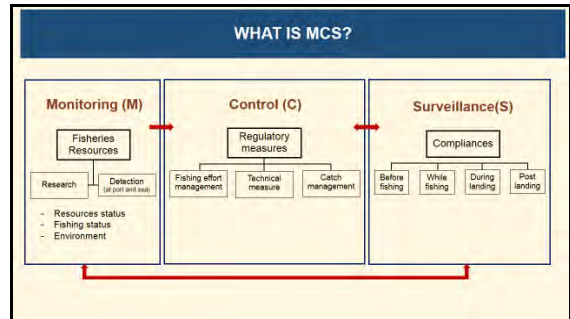 WHAT IS MCS?
Monitoring (M)
Fisheries
Resources
Research
Detection
(at port and sea)
- Resources status
- Fishing status
- Environment
Control (C)
Regulatory
measures
Fishing effort
management
Technical
measure
Catch
management
Surveillance(S)
Compliances
Before
fishing
While
fishing
During
landing
Post
landing